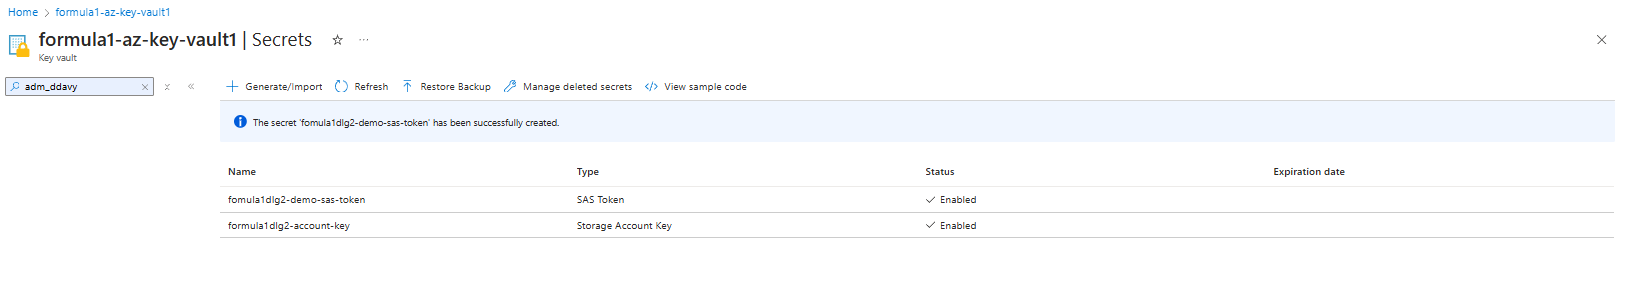 Home > formula1-az-key-vault1
formula1-az-key-vault1 | Secrets
Key vault
adm_ddavy
Generate/Import Refresh Restore Backup Manage deleted secrets View sample code
The secret 'fomula1dlg2-demo-sas-token' has been successfully created.
Name Type Status Expiration date
fomula1dlg2-demo-sas-token SAS Token Enabled
formula1dlg2-account-key Storage Account Key Enabled